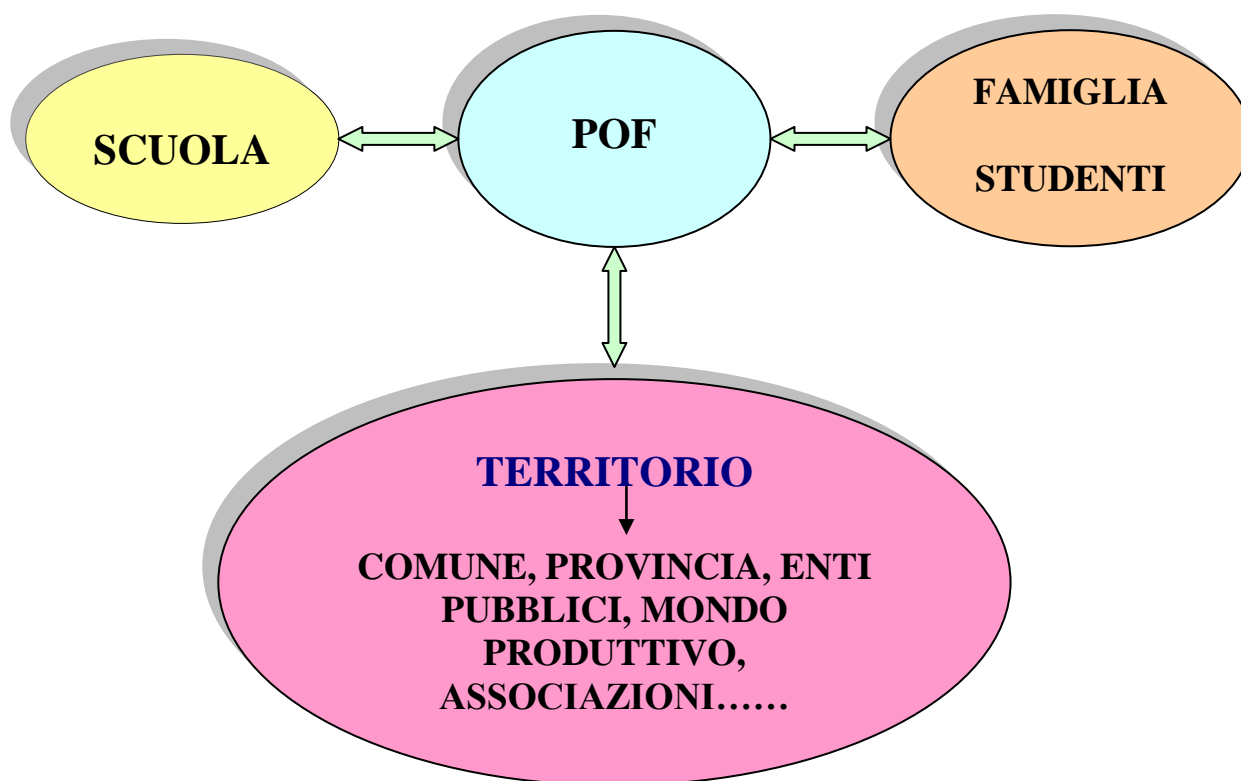 SCUOLA
POF
FAMIGLIA
STUDENTI
TERRITORIO
COMUNE, PROVINCIA, ENTI
PUBBLICI, MONDO
PRODUTTIVO,
ASSOCIAZIONI……